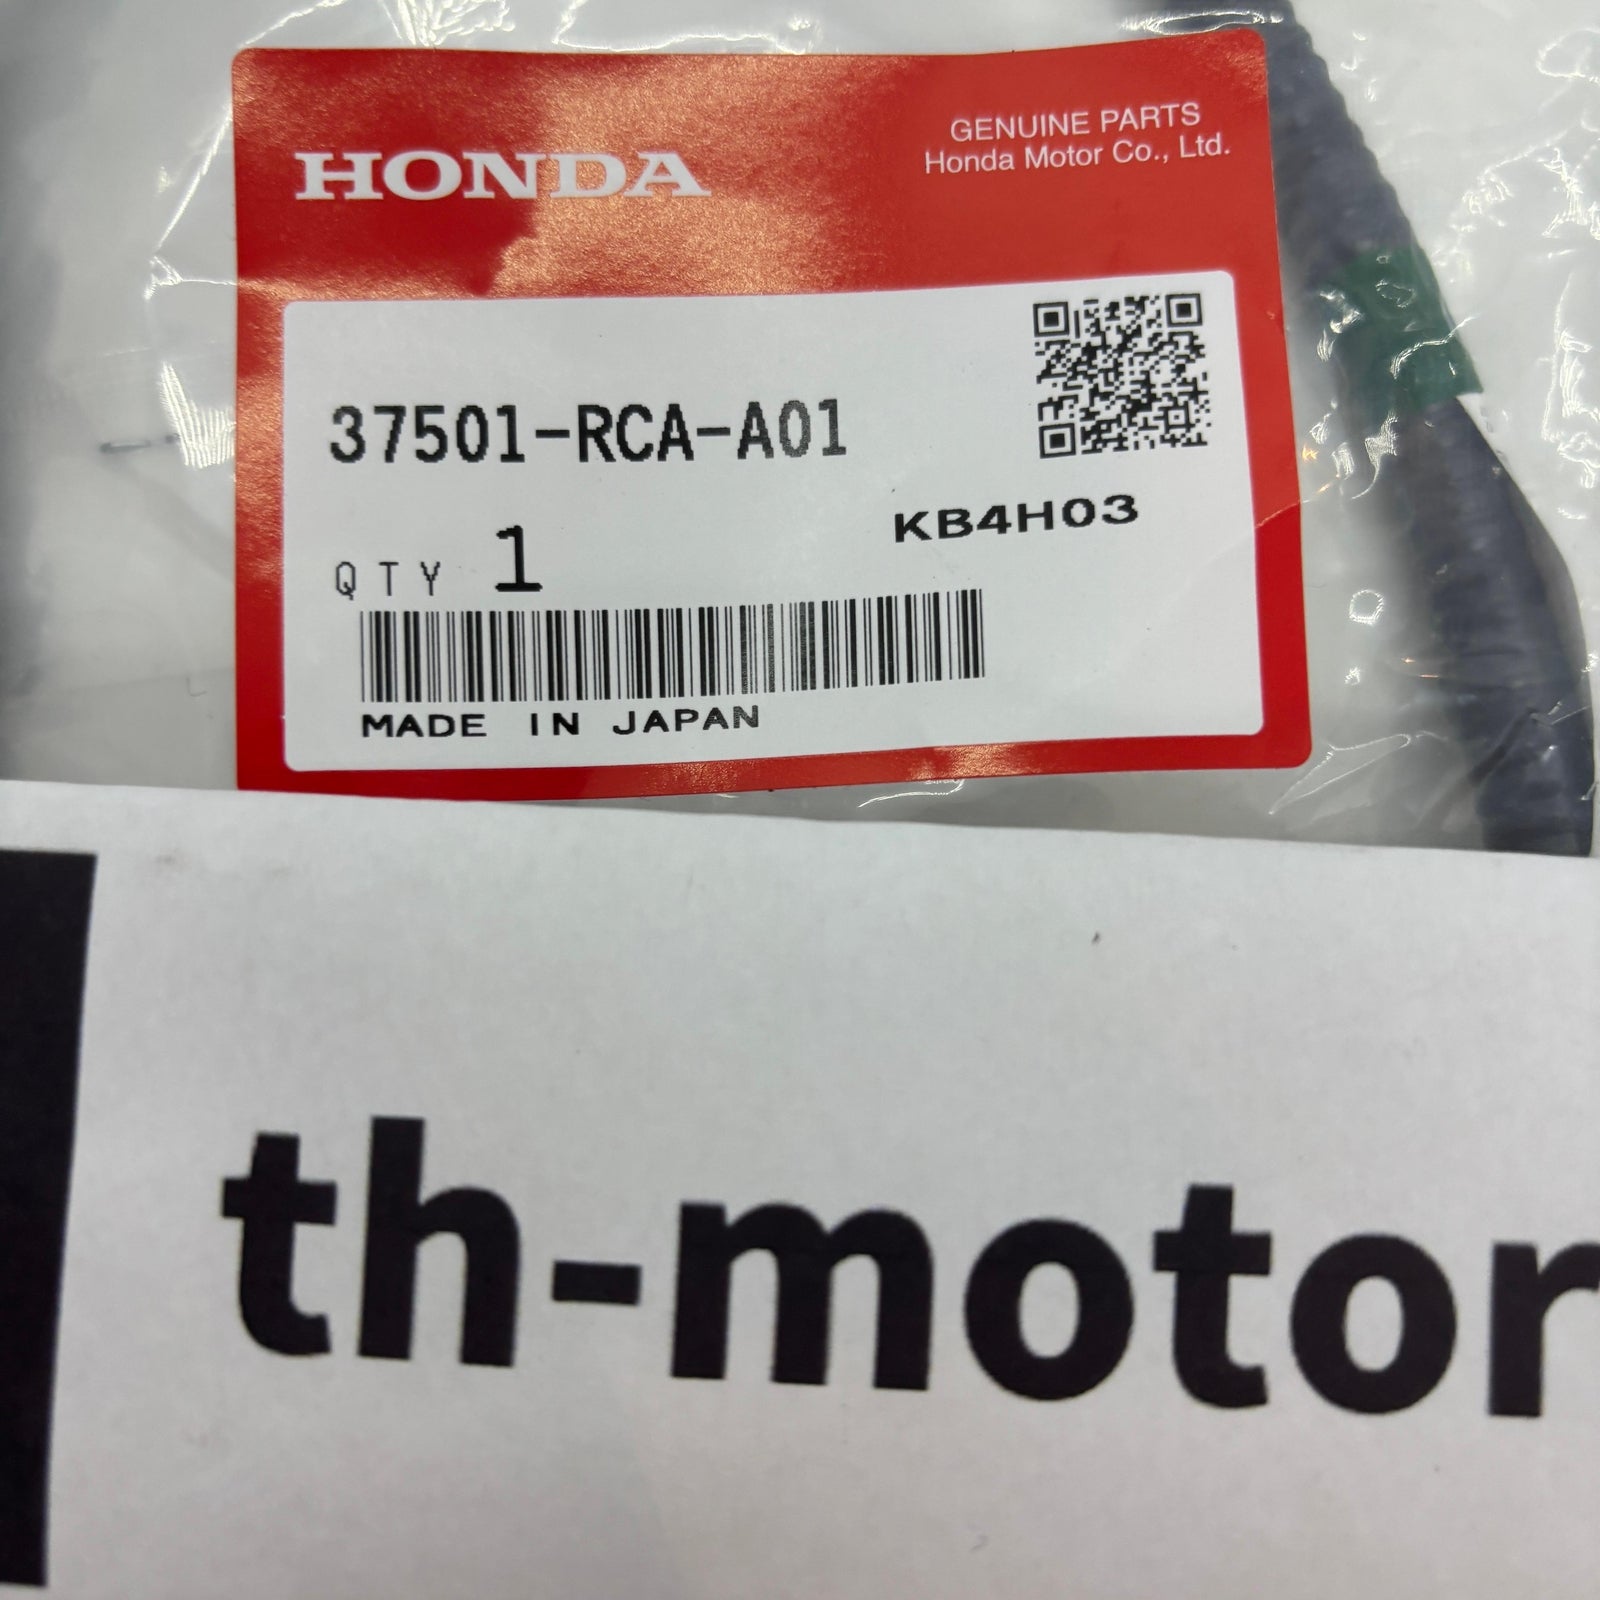 HONDA
GENUINE PARTS
Honda Motor Co., Ltd.
37501-RCA-A01
KB4H03
QTY 1
MADE IN JAPAN
th-motor